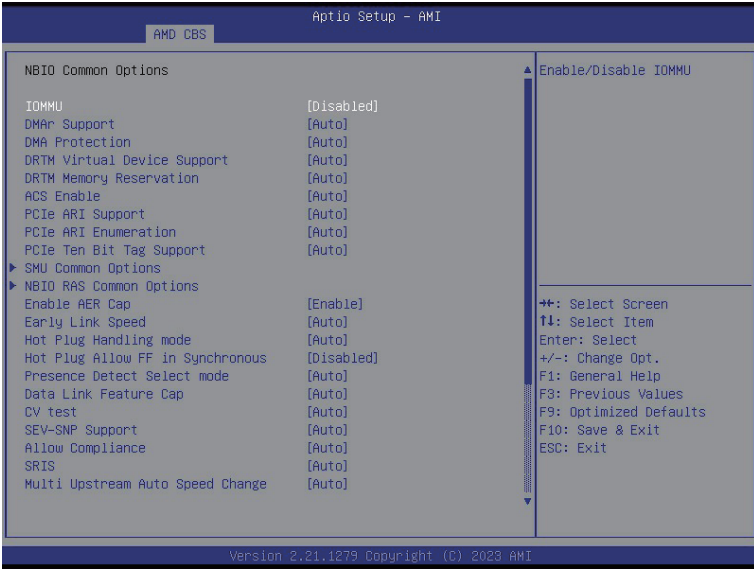 Aptio Setup – AMI
AMD CBS
NBIO Common Options
IOMMU [Disabled]
DMAr Support [Auto]
DMA Protection [Auto]
DRTM Virtual Device Support [Auto]
DRTM Memory Reservation [Auto]
ACS Enable [Auto]
PCIe ARI Support [Auto]
PCIe ARI Enumeration [Auto]
PCIe Ten Bit Tag Support [Auto]
SMU Common Options
NBIO RAS Common Options
Enable AER Cap [Enable]
Early Link Speed [Auto]
Hot Plug Handling mode [Auto]
Hot Plug Allow FF in Synchronous [Disabled]
Presence Detect Select mode [Auto]
Data Link Feature Cap [Auto]
CV test [Auto]
SEV-SNP Support [Auto]
Allow Compliance [Auto]
SRIS [Auto]
Multi Upstream Auto Speed Change [Auto]
Enable/Disable IOMMU
→←: Select Screen
↑↓: Select Item
Enter: Select
+/-: Change Opt.
F1: General Help
F3: Previous Values
F9: Optimized Defaults
F10: Save & Exit
ESC: Exit
Version 2.21.1279 Copyright (C) 2023 AMI